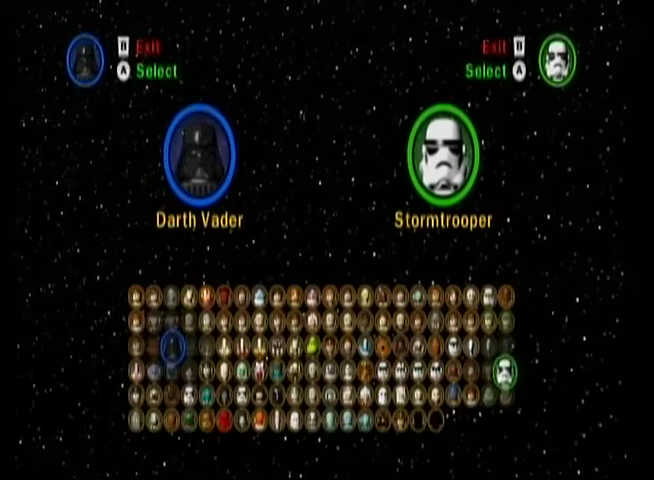 B Exit
A Select
Exit B
Select A
Darth Vader
Stormtrooper